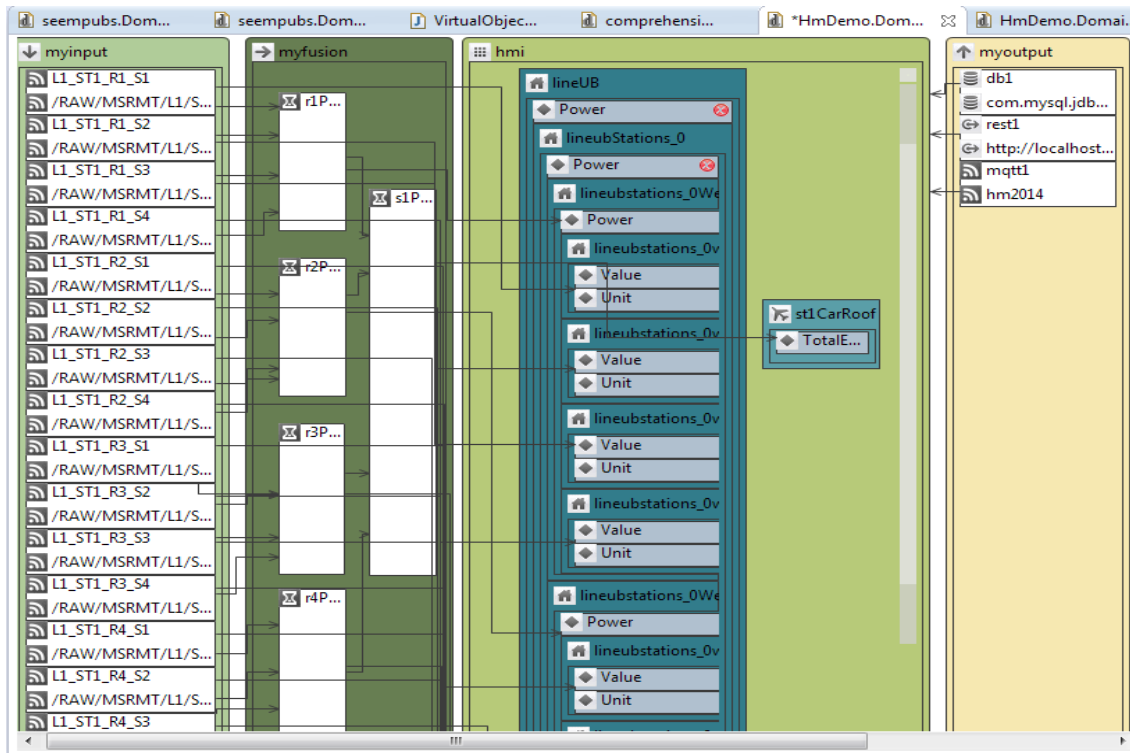 seempubs.Dom...
seempubs.Dom...
VirtualObjec...
comprehensi...
*HmDemo.Dom...
HmDemo.Domai.
myinput
L1_ST1_R1_S1
/RAW/MSRMT/L1/S...
L1_ST1_R1_S2
/RAW/MSRMT/L1/S...
L1_ST1_R1_S3
/RAW/MSRMT/L1/S...
L1_ST1_R1_S4
/RAW/MSRMT/L1/S...
L1_ST1_R2_S1
/RAW/MSRMT/L1/S...
L1_ST1_R2_S2
/RAW/MSRMT/L1/S...
L1_ST1_R2_S3
/RAW/MSRMT/L1/S...
L1_ST1_R2_S4
/RAW/MSRMT/L1/S...
L1_ST1_R3_S1
/RAW/MSRMT/L1/S...
L1_ST1_R3_S2
/RAW/MSRMT/L1/S...
L1_ST1_R3_S3
/RAW/MSRMT/L1/S...
L1_ST1_R3_S4
/RAW/MSRMT/L1/S...
L1_ST1_R4_S1
/RAW/MSRMT/L1/S...
L1_ST1_R4_S2
/RAW/MSRMT/L1/S...
L1_ST1_R4_S3
myfusion
r1P...
s1P...
r2P...
r3P...
r4P...
hmi
lineUB
Power
lineubStations_0
Power
lineubstations_0We
Power
lineubstations_0v
Value
Unit
lineubstations_0v
Value
Unit
lineubstations_0v
Value
Unit
lineubstations_0v
Value
Unit
lineubstations_0We
Power
lineubstations_0v
Value
Unit
st1CarRoof
TotalE...
myoutput
db1
com.mysql.jdb...
rest1
http://localhost...
mqtt1
hm2014